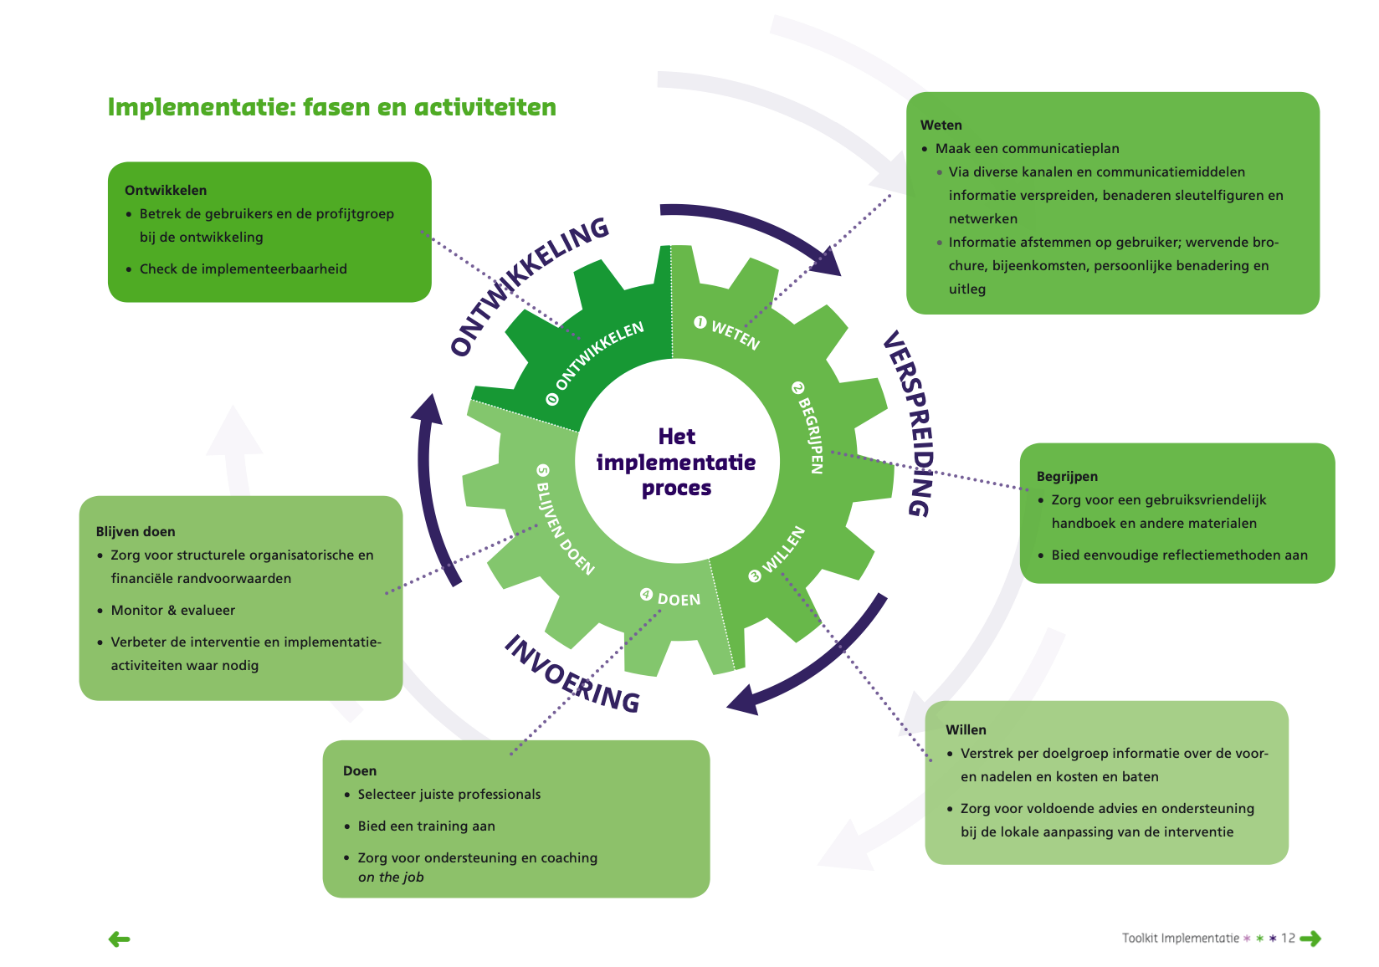 Implementatie: fasen en activiteiten
Ontwikkelen
• Betrek de gebruikers en de profijtgroep
bij de ontwikkeling
• Check de implementeerbaarheid
Weten
• Maak een communicatieplan
• Via diverse kanalen en communicatiemiddelen
informatie verspreiden, benaderen sleutelfiguren en
netwerken
• Informatie afstemmen op gebruiker; wervende bro-
chure, bijeenkomsten, persoonlijke benadering en
uitleg
ONTWIKKELING
VERSPREIDING
INVOERING
0 ONTWIKKELEN
1 WETEN
2 BEGRIJPEN
3 WILLEN
4 DOEN
5 BLIJVEN DOEN
Het
implementatie
proces
Begrijpen
• Zorg voor een gebruiksvriendelijk
handboek en andere materialen
• Bied eenvoudige reflectiemethoden aan
Blijven doen
• Zorg voor structurele organisatorische en
financiële randvoorwaarden
• Monitor & evalueer
• Verbeter de interventie en implementatie-
activiteiten waar nodig
Willen
• Verstrek per doelgroep informatie over de voor-
en nadelen en kosten en baten
• Zorg voor voldoende advies en ondersteuning
bij de lokale aanpassing van de interventie
Doen
• Selecteer juiste professionals
• Bied een training aan
• Zorg voor ondersteuning en coaching
on the job
Toolkit Implementatie * * * 12